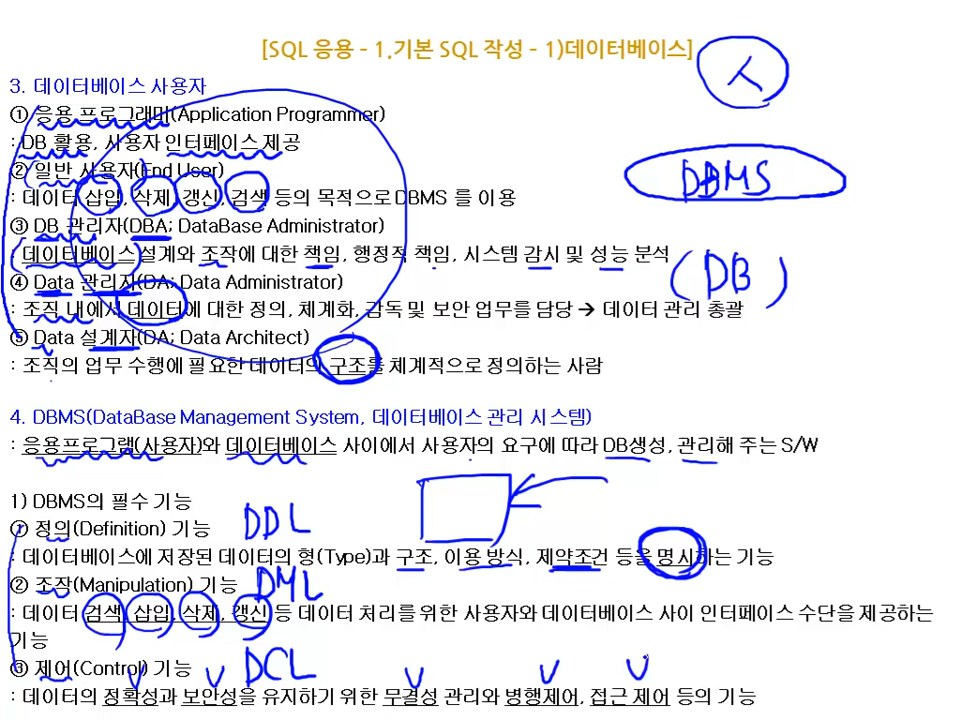 [SQL 응용 – 1.기본 SQL 작성 – 1)데이터베이스]
人
3. 데이터베이스 사용자
① 응용 프로그래머(Application Programmer)
: DB 활용, 사용자 인터페이스 제공
② 일반 사용자(End User)
: 데이터 삽입, 삭제, 갱신, 검색 등의 목적으로 DBMS 를 이용
DBMS
③ DB 관리자(DBA; DataBase Administrator)
: 데이터베이스 설계와 조작에 대한 책임, 행정적 책임, 시스템 감시 및 성능 분석
④ Data 관리자(DA; Data Administrator)
(DB)
: 조직 내에서 데이터에 대한 정의, 체계화, 감독 및 보안 업무를 담당 → 데이터 관리 총괄
⑤ Data 설계자(DA; Data Architect)
: 조직의 업무 수행에 필요한 데이터의 구조를 체계적으로 정의하는 사람
4. DBMS(DataBase Management System, 데이터베이스 관리 시스템)
: 응용프로그램(사용자)와 데이터베이스 사이에서 사용자의 요구에 따라 DB생성, 관리해 주는 S/W
1) DBMS의 필수 기능
① 정의(Definition) 기능 DDL
: 데이터베이스에 저장된 데이터의 형(Type)과 구조, 이용 방식, 제약조건 등을 명시하는 기능
② 조작(Manipulation) 기능 DML
: 데이터 검색, 삽입, 삭제, 갱신 등 데이터 처리를 위한 사용자와 데이터베이스 사이 인터페이스 수단을 제공하는
기능
③ 제어(Control) 기능 DCL
: 데이터의 정확성과 보안성을 유지하기 위한 무결성 관리와 병행제어, 접근 제어 등의 기능